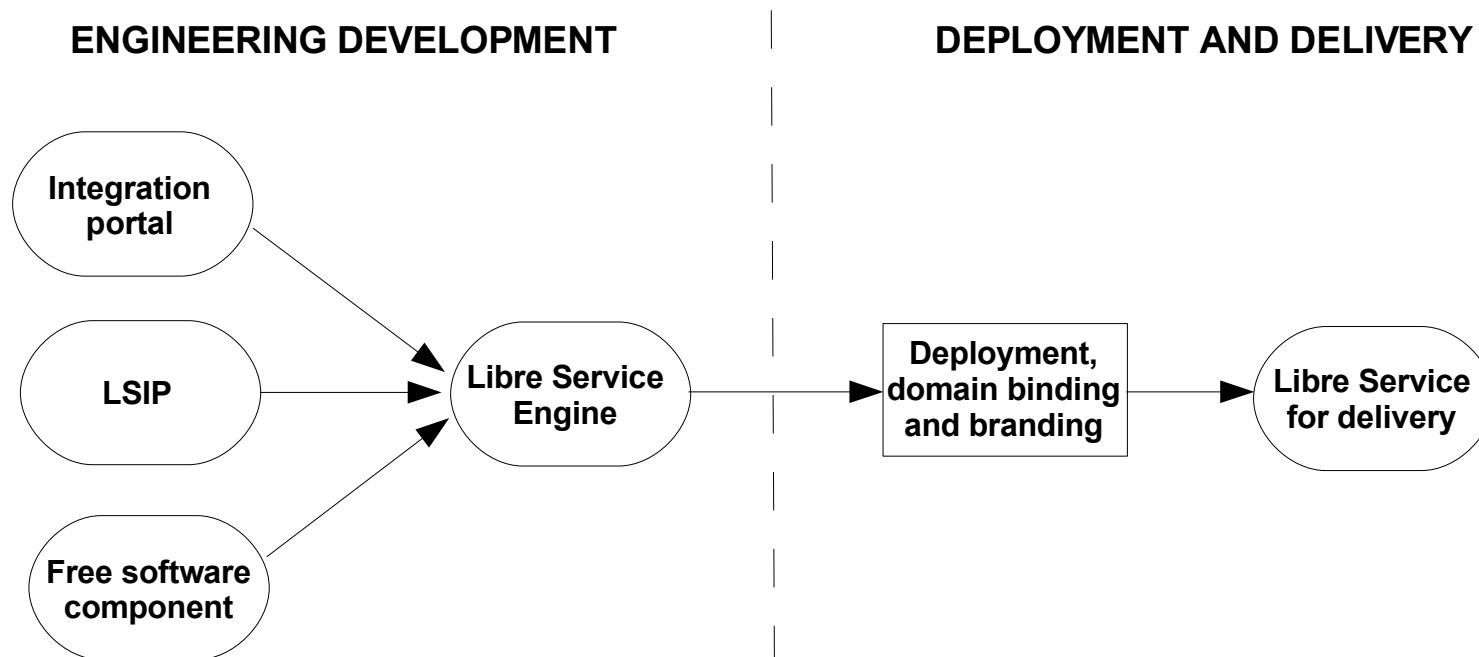 ENGINEERING DEVELOPMENT
DEPLOYMENT AND DELIVERY
Integration
portal
LSIP
Free software
component
Libre Service
Engine
Deployment,
domain binding
and branding
Libre Service
for delivery